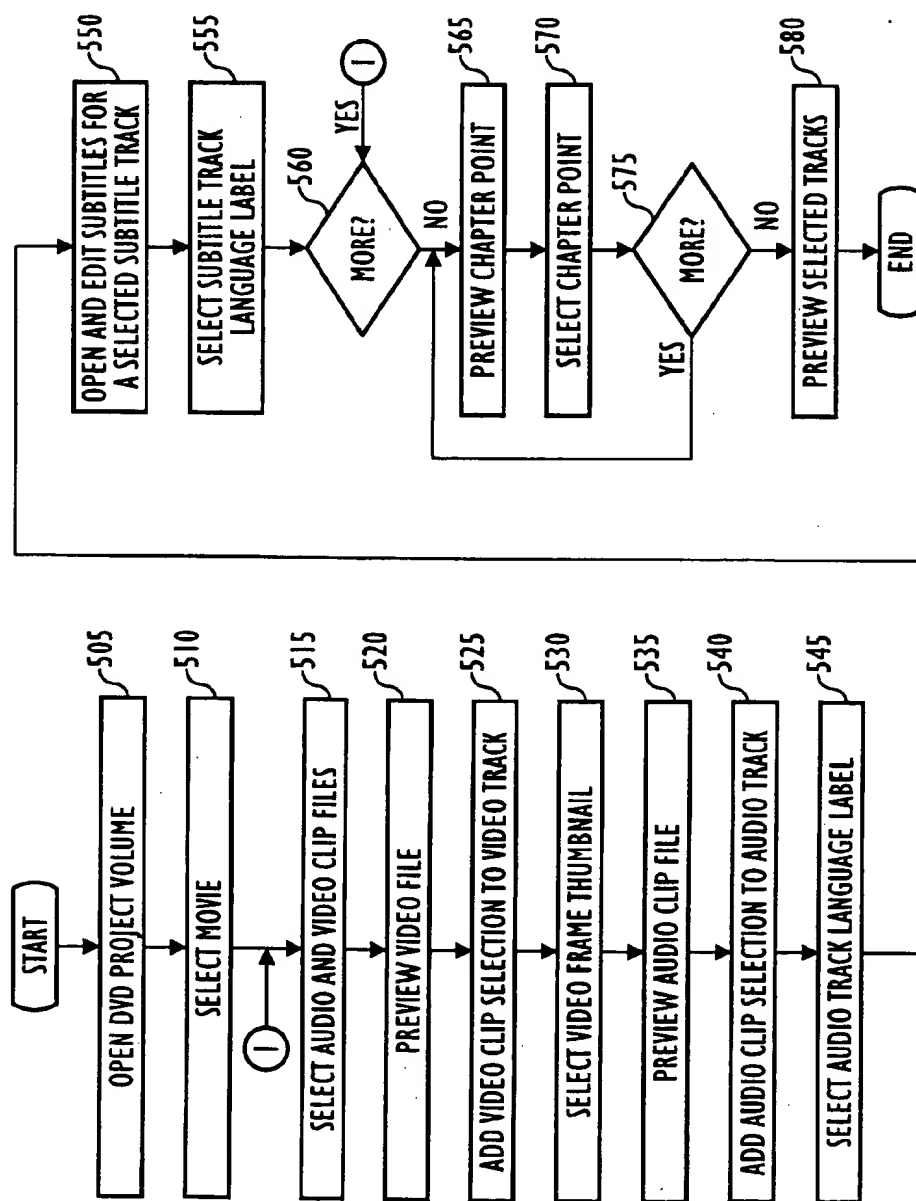 START
505
OPEN DVD PROJECT VOLUME
510
SELECT MOVIE
1
515
SELECT AUDIO AND VIDEO CLIP FILES
520
PREVIEW VIDEO FILE
525
ADD VIDEO CLIP SELECTION TO VIDEO TRACK
530
SELECT VIDEO FRAME THUMBNAIL
535
PREVIEW AUDIO CLIP FILE
540
ADD AUDIO CLIP SELECTION TO AUDIO TRACK
545
SELECT AUDIO TRACK LANGUAGE LABEL
550
OPEN AND EDIT SUBTITLES FOR
A SELECTED SUBTITLE TRACK
555
SELECT SUBTITLE TRACK
LANGUAGE LABEL
560
MORE?
YES
1
NO
565
PREVIEW CHAPTER POINT
570
SELECT CHAPTER POINT
575
MORE?
YES
NO
580
PREVIEW SELECTED TRACKS
END